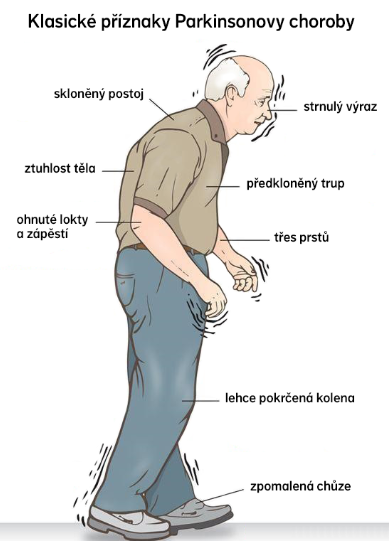 Klasické příznaky Parkinsonovy choroby
skloněný postoj
strnulý výraz
ztuhlost těla
předkloněný trup
ohnuté lokty
a zápěstí
třes prstů
lehce pokrčená kolena
zpomalená chůze